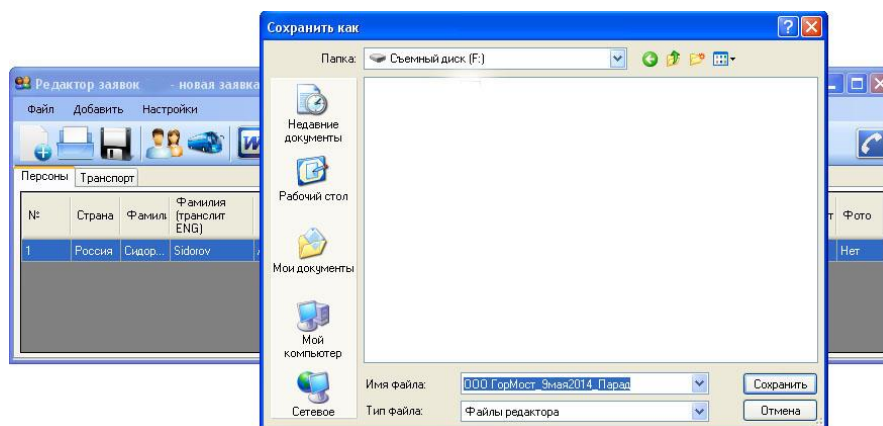 Сохранить как
Папка:
Съемный диск (F:)
Редактор заявок - новая заявка
Файл Добавить Настройки
Персоны Транспорт
№ Страна Фамили Фамилия (транслит ENG)
Фото
1 Россия Сидор... Sidorov
Нет
Недавние
документы
Рабочий стол
Мои документы
Мой
компьютер
Сетевое
Имя файла:
ООО ГорМост_9мая2014_Парад
Сохранить
Тип файла:
Файлы редактора
Отмена